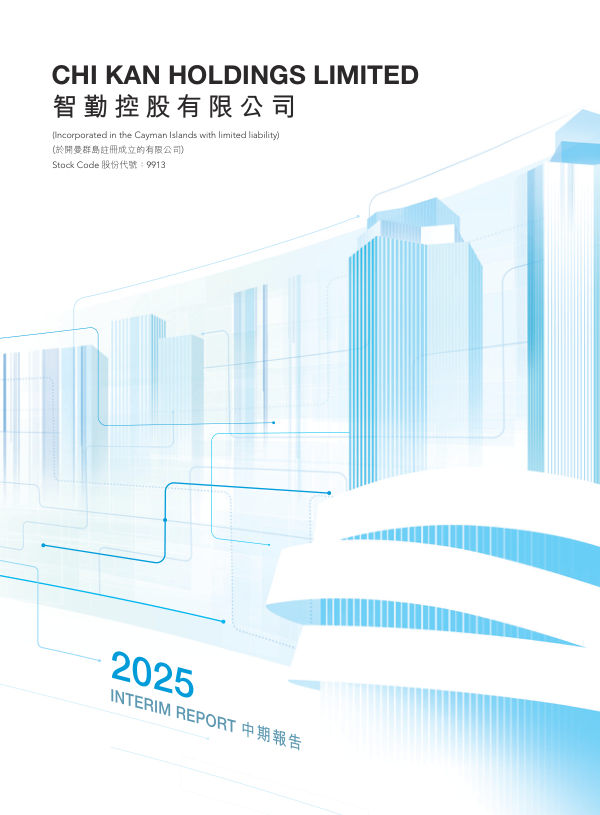 CHI KAN HOLDINGS LIMITED
智勤控股有限公司
(Incorporated in the Cayman Islands with limited liability)
(於開曼群島註冊成立的有限公司)
Stock Code 股份代號：9913
2025
INTERIM REPORT 中期報告